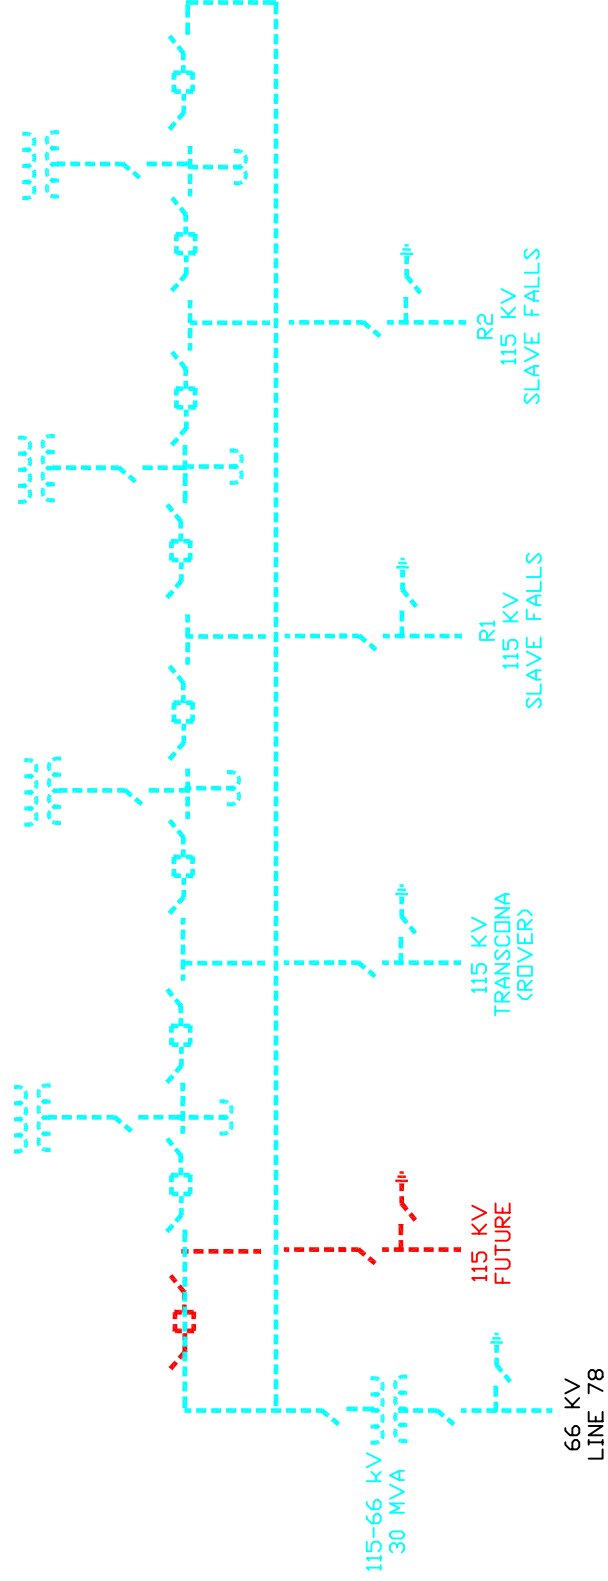 R2
115 KV
SLAVE FALLS
R1
115 KV
SLAVE FALLS
115 KV
TRANSCONA
(ROVER)
115 KV
FUTURE
66 KV
LINE 78
115-66 kV
30 MVA